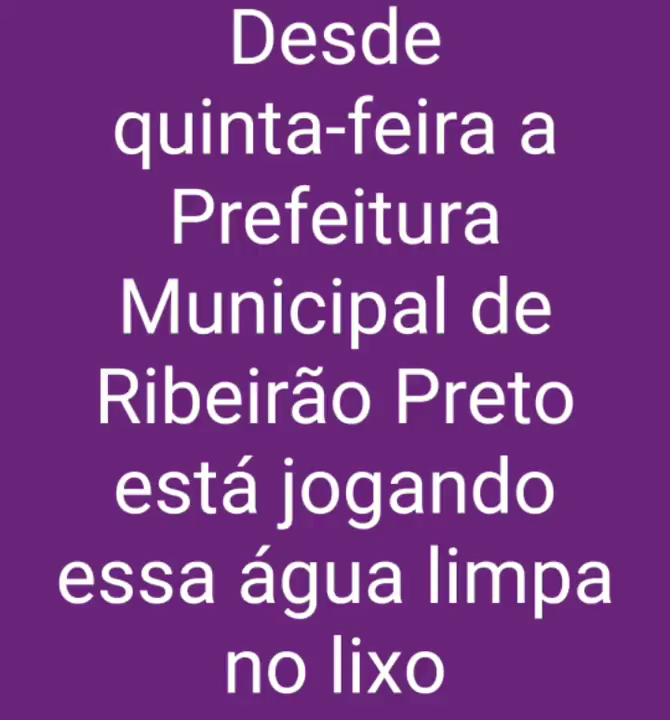 Desde
quinta-feira a
Prefeitura
Municipal de
Ribeirão Preto
está jogando
essa água limpa
no lixo